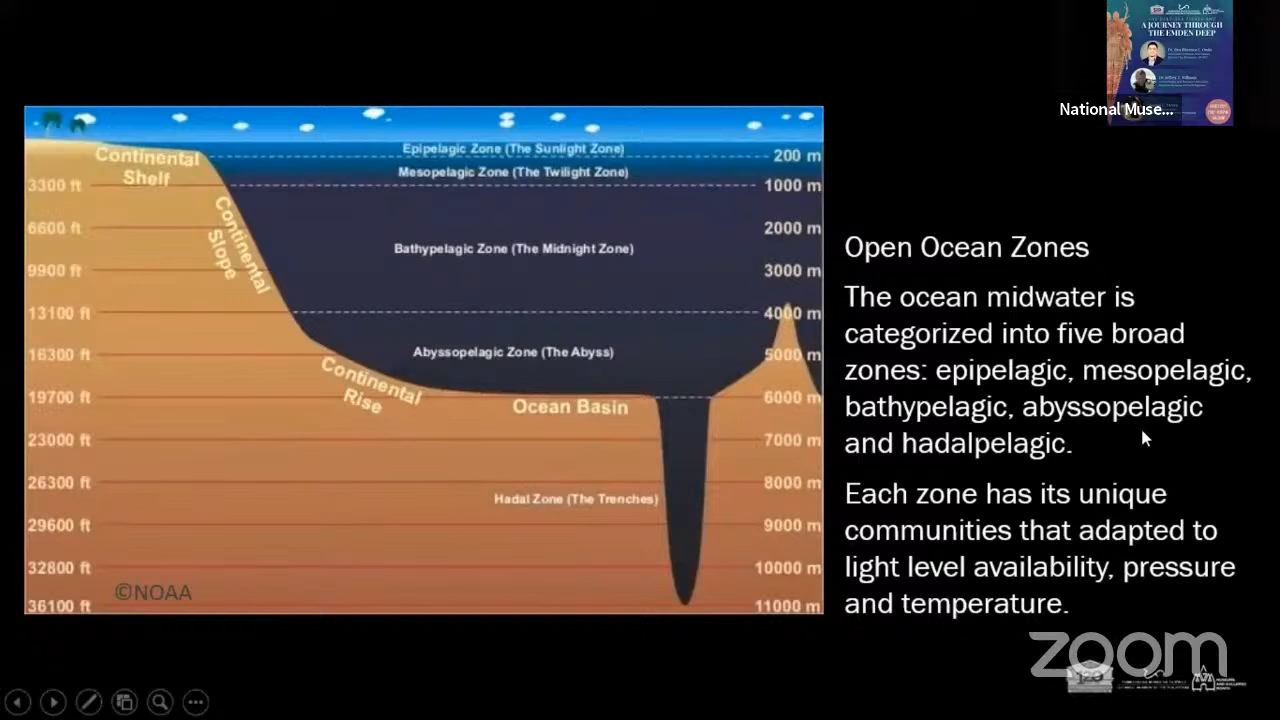 A JOURNEY THROUGH
THE EMDEN DEEP
National Muse...
Epipelagic Zone (The Sunlight Zone)
200 m
Continental
Shelf
Mesopelagic Zone (The Twilight Zone)
3300 ft
1000 m
6600 ft
Continental
Slope
2000 m
Bathypelagic Zone (The Midnight Zone)
9900 ft
3000 m
13100 ft
4000 m
16300 ft
Abyssopelagic Zone (The Abyss)
5000 m
Continental
Rise
19700 ft
Ocean Basin
6000 m
23000 ft
7000 m
26300 ft
8000 m
Hadal Zone (The Trenches)
29600 ft
9000 m
32800 ft
10000 m
©NOAA
36100 ft
11000 m
Open Ocean Zones
The ocean midwater is
categorized into five broad
zones: epipelagic, mesopelagic,
bathypelagic, abyssopelagic
and hadalpelagic.
Each zone has its unique
communities that adapted to
light level availability, pressure
and temperature.
zoom